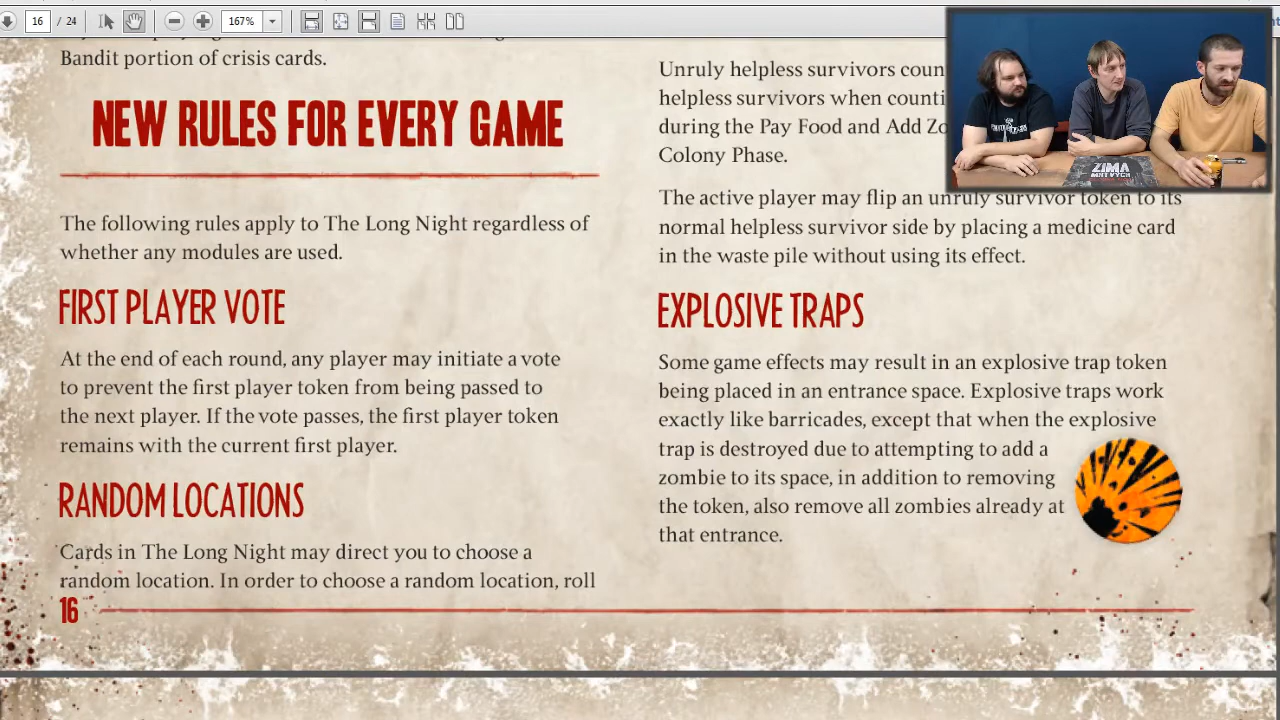 16 / 24
167%
Bandit portion of crisis cards.
NEW RULES FOR EVERY GAME
The following rules apply to The Long Night regardless of
whether any modules are used.
FIRST PLAYER VOTE
At the end of each round, any player may initiate a vote
to prevent the first player token from being passed to
the next player. If the vote passes, the first player token
remains with the current first player.
RANDOM LOCATIONS
Cards in The Long Night may direct you to choose a
random location. In order to choose a random location, roll
16
Unruly helpless survivors coun
helpless survivors when counti
during the Pay Food and Add Zo
Colony Phase.
The active player may flip an unruly survivor token to its
normal helpless survivor side by placing a medicine card
in the waste pile without using its effect.
EXPLOSIVE TRAPS
Some game effects may result in an explosive trap token
being placed in an entrance space. Explosive traps work
exactly like barricades, except that when the explosive
trap is destroyed due to attempting to add a
zombie to its space, in addition to removing
the token, also remove all zombies already at
that entrance.
ZIMA